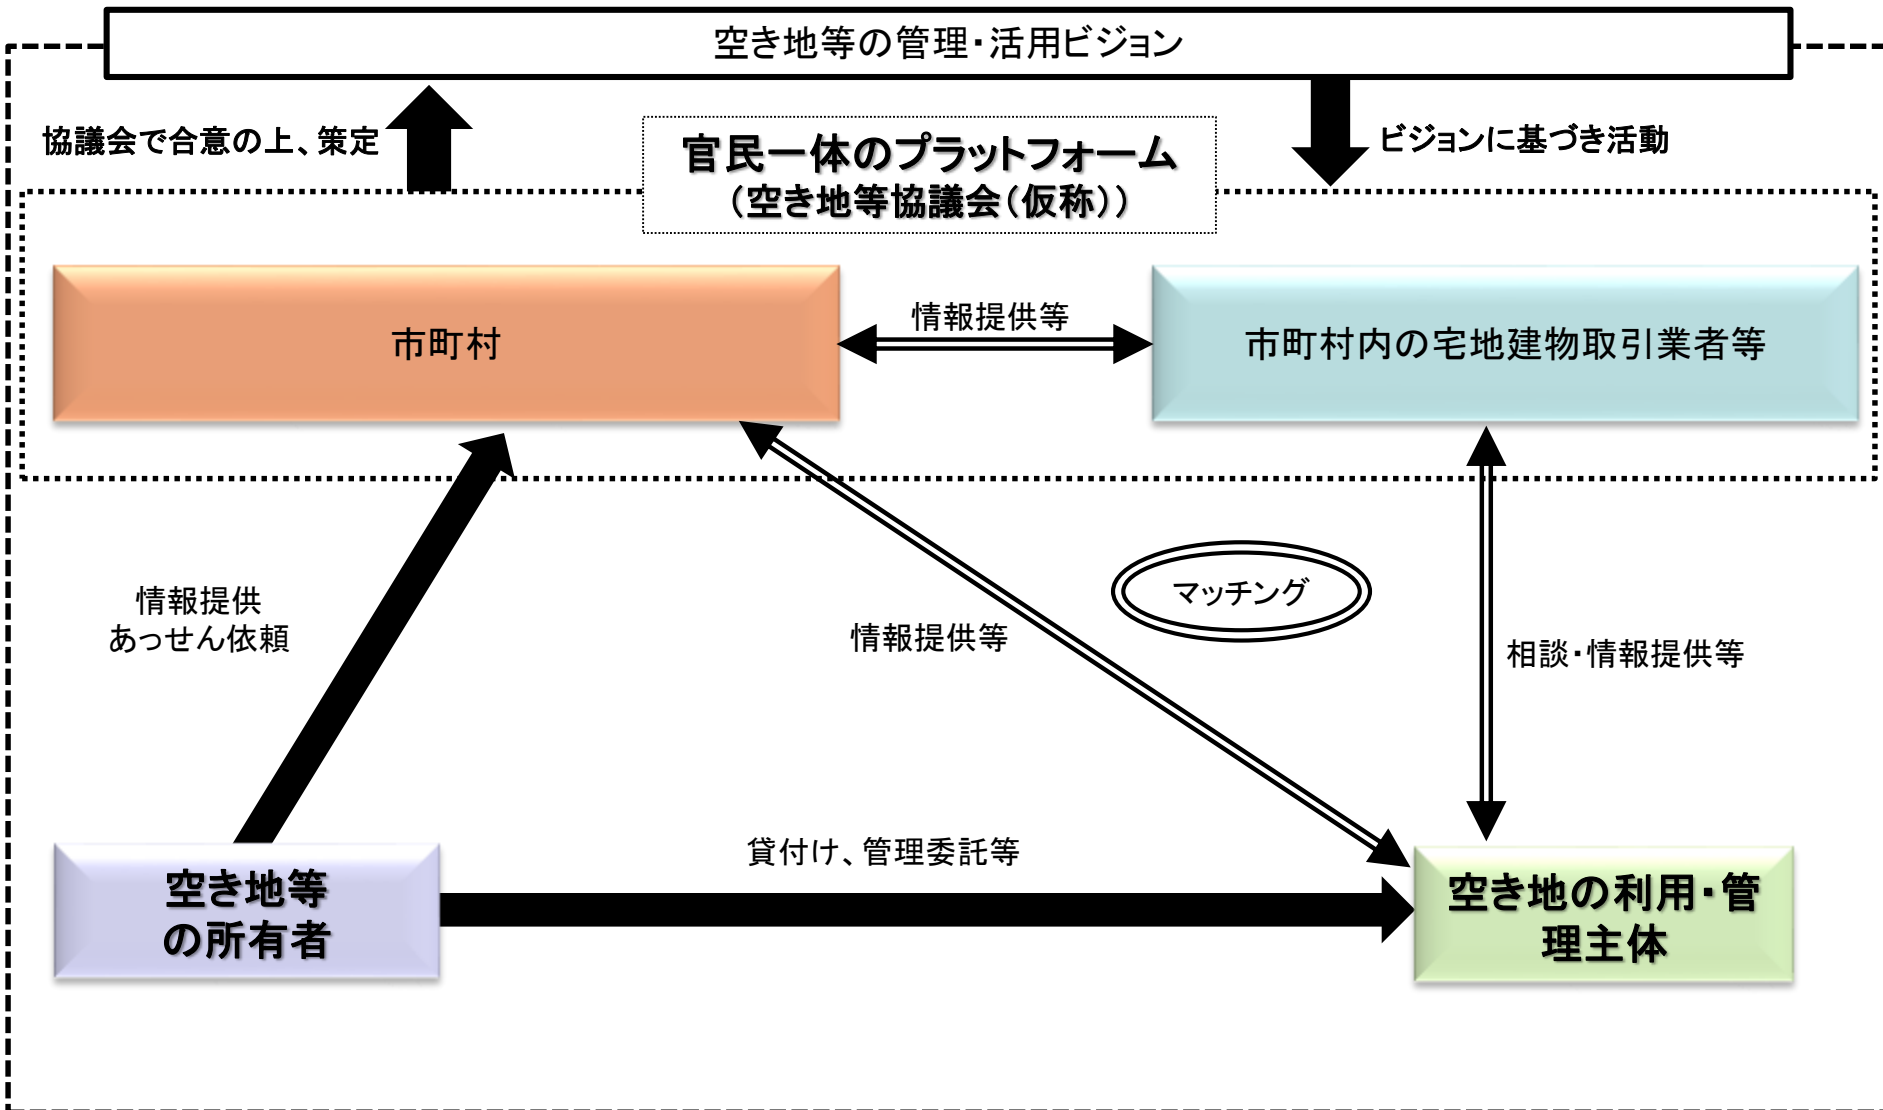 空き地等の管理・活用ビジョン
協議会で合意の上、策定
官民一体のプラットフォーム
（空き地等協議会（仮称））
ビジョンに基づき活動
市町村
情報提供等
市町村内の宅地建物取引業者等
情報提供
あっせん依頼
情報提供等
マッチング
相談・情報提供等
貸付け、管理委託等
空き地等
の所有者
空き地の利用・管
理主体